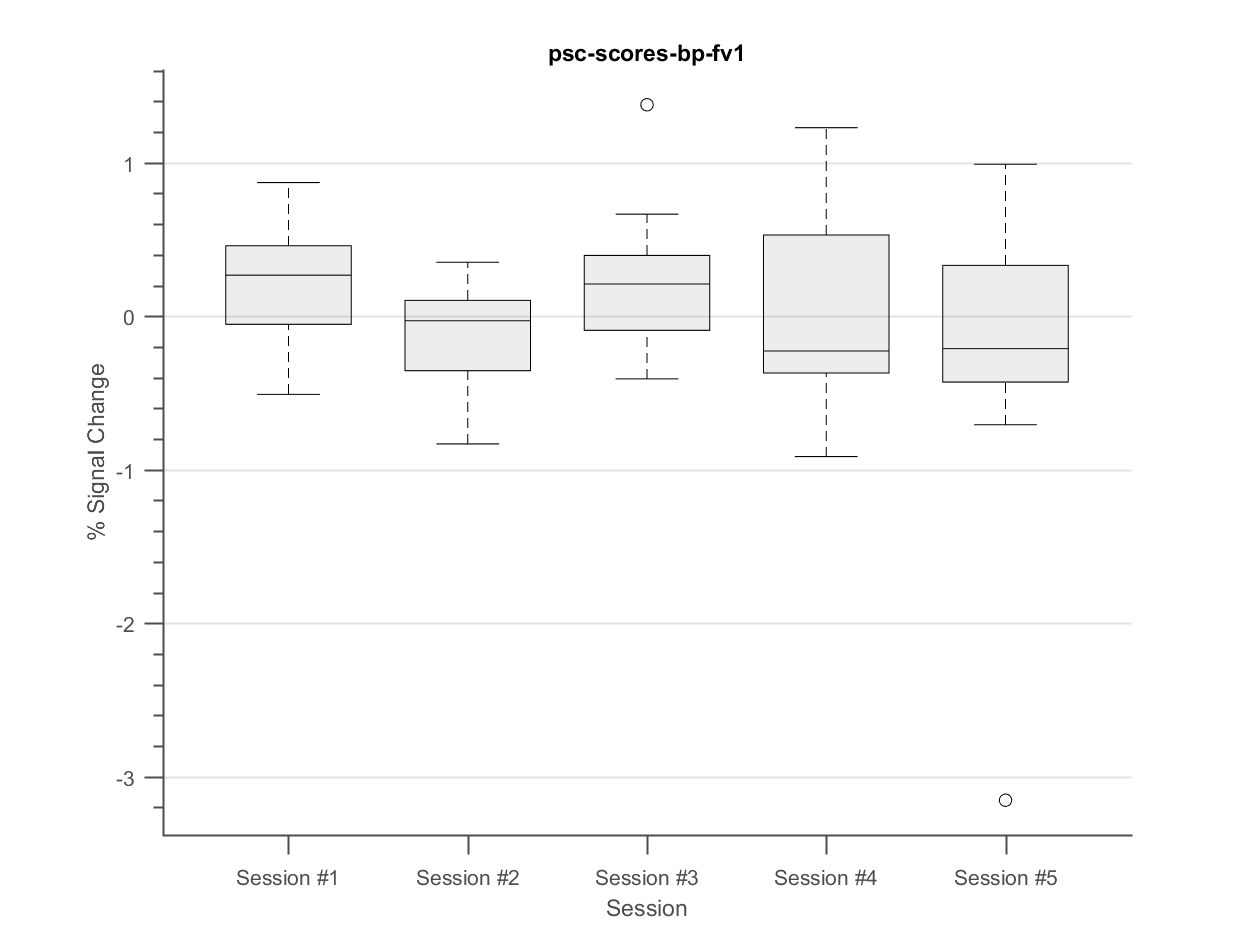 psc-scores-bp-fv1
1
0
-1
-2
-3
% Signal Change
Session #1 Session #2 Session #3 Session #4 Session #5
Session